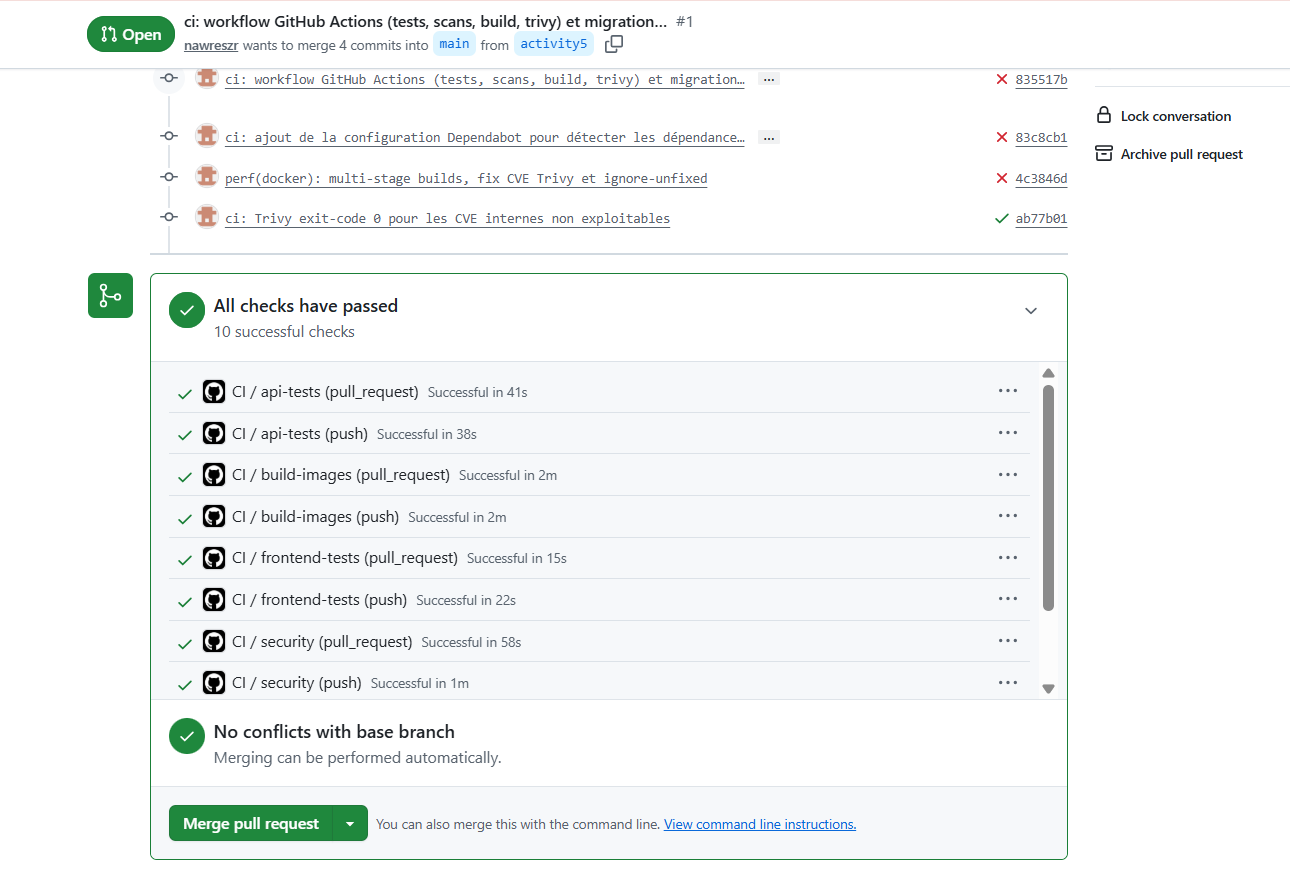 Open
ci: workflow GitHub Actions (tests, scans, build, trivy) et migration... #1
nawreszr wants to merge 4 commits into main from activity5
ci: workflow GitHub Actions (tests, scans, build, trivy) et migration… ... 835517b
ci: ajout de la configuration Dependabot pour détecter les dépendance… ... 83c8cb1
perf(docker): multi-stage builds, fix CVE Trivy et ignore-unfixed 4c3846d
ci: Trivy exit-code 0 pour les CVE internes non exploitables ab77b01
Lock conversation
Archive pull request
All checks have passed
10 successful checks
CI / api-tests (pull_request) Successful in 41s
CI / api-tests (push) Successful in 38s
CI / build-images (pull_request) Successful in 2m
CI / build-images (push) Successful in 2m
CI / frontend-tests (pull_request) Successful in 15s
CI / frontend-tests (push) Successful in 22s
CI / security (pull_request) Successful in 58s
CI / security (push) Successful in 1m
No conflicts with base branch
Merging can be performed automatically.
Merge pull request
You can also merge this with the command line. View command line instructions.